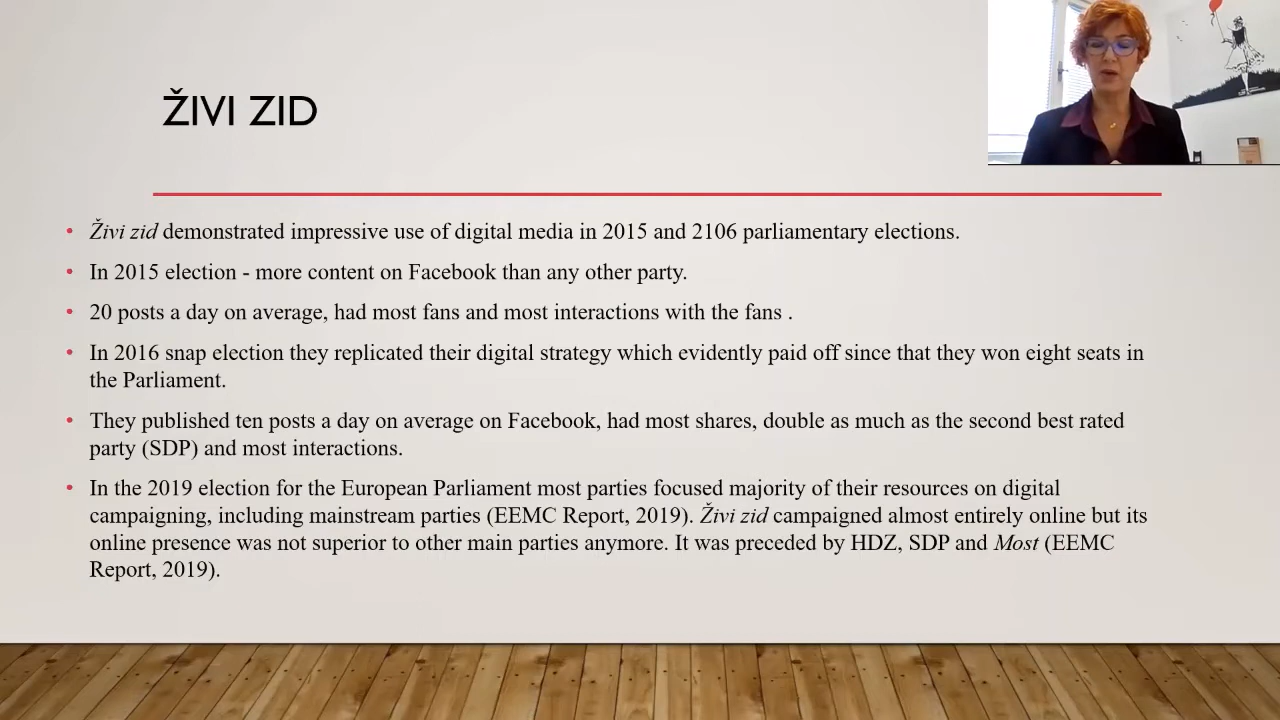 ŽIVI ZID
• Živi zid demonstrated impressive use of digital media in 2015 and 2106 parliamentary elections.
• In 2015 election - more content on Facebook than any other party.
• 20 posts a day on average, had most fans and most interactions with the fans .
• In 2016 snap election they replicated their digital strategy which evidently paid off since that they won eight seats in
the Parliament.
• They published ten posts a day on average on Facebook, had most shares, double as much as the second best rated
party (SDP) and most interactions.
• In the 2019 election for the European Parliament most parties focused majority of their resources on digital
campaigning, including mainstream parties (EEMC Report, 2019). Živi zid campaigned almost entirely online but its
online presence was not superior to other main parties anymore. It was preceded by HDZ, SDP and Most (EEMC
Report, 2019).